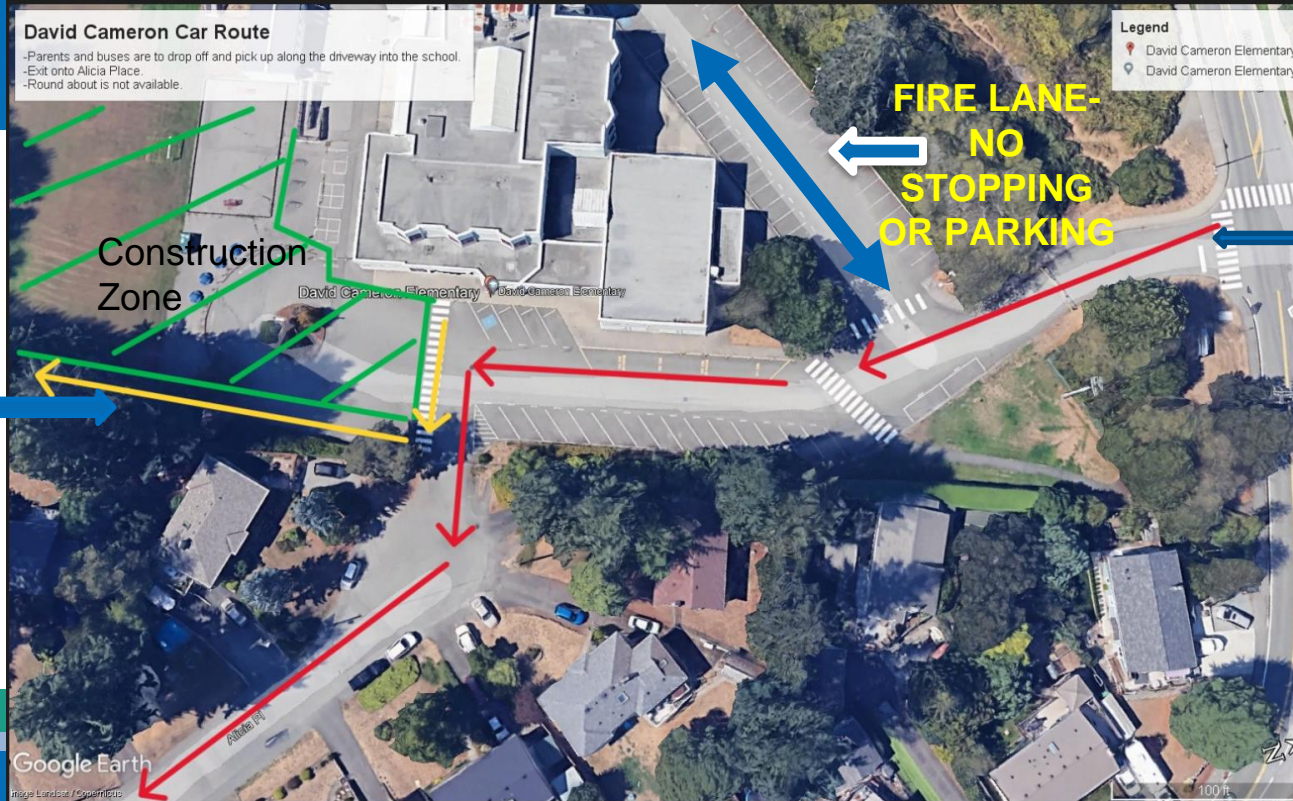 David Cameron Car Route
-Parents and buses are to drop off and pick up along the driveway into the school.
-Exit onto Alicia Place.
-Round about is not available.
Legend
David Cameron Elementary
David Cameron Elementary
FIRE LANE-
NO
STOPPING
OR PARKING
Construction
Zone
David Cameron Elementary
David Cameron Elementary
Alicia Pl
Google Earth
Image Landsat / Copernicus
100 ft